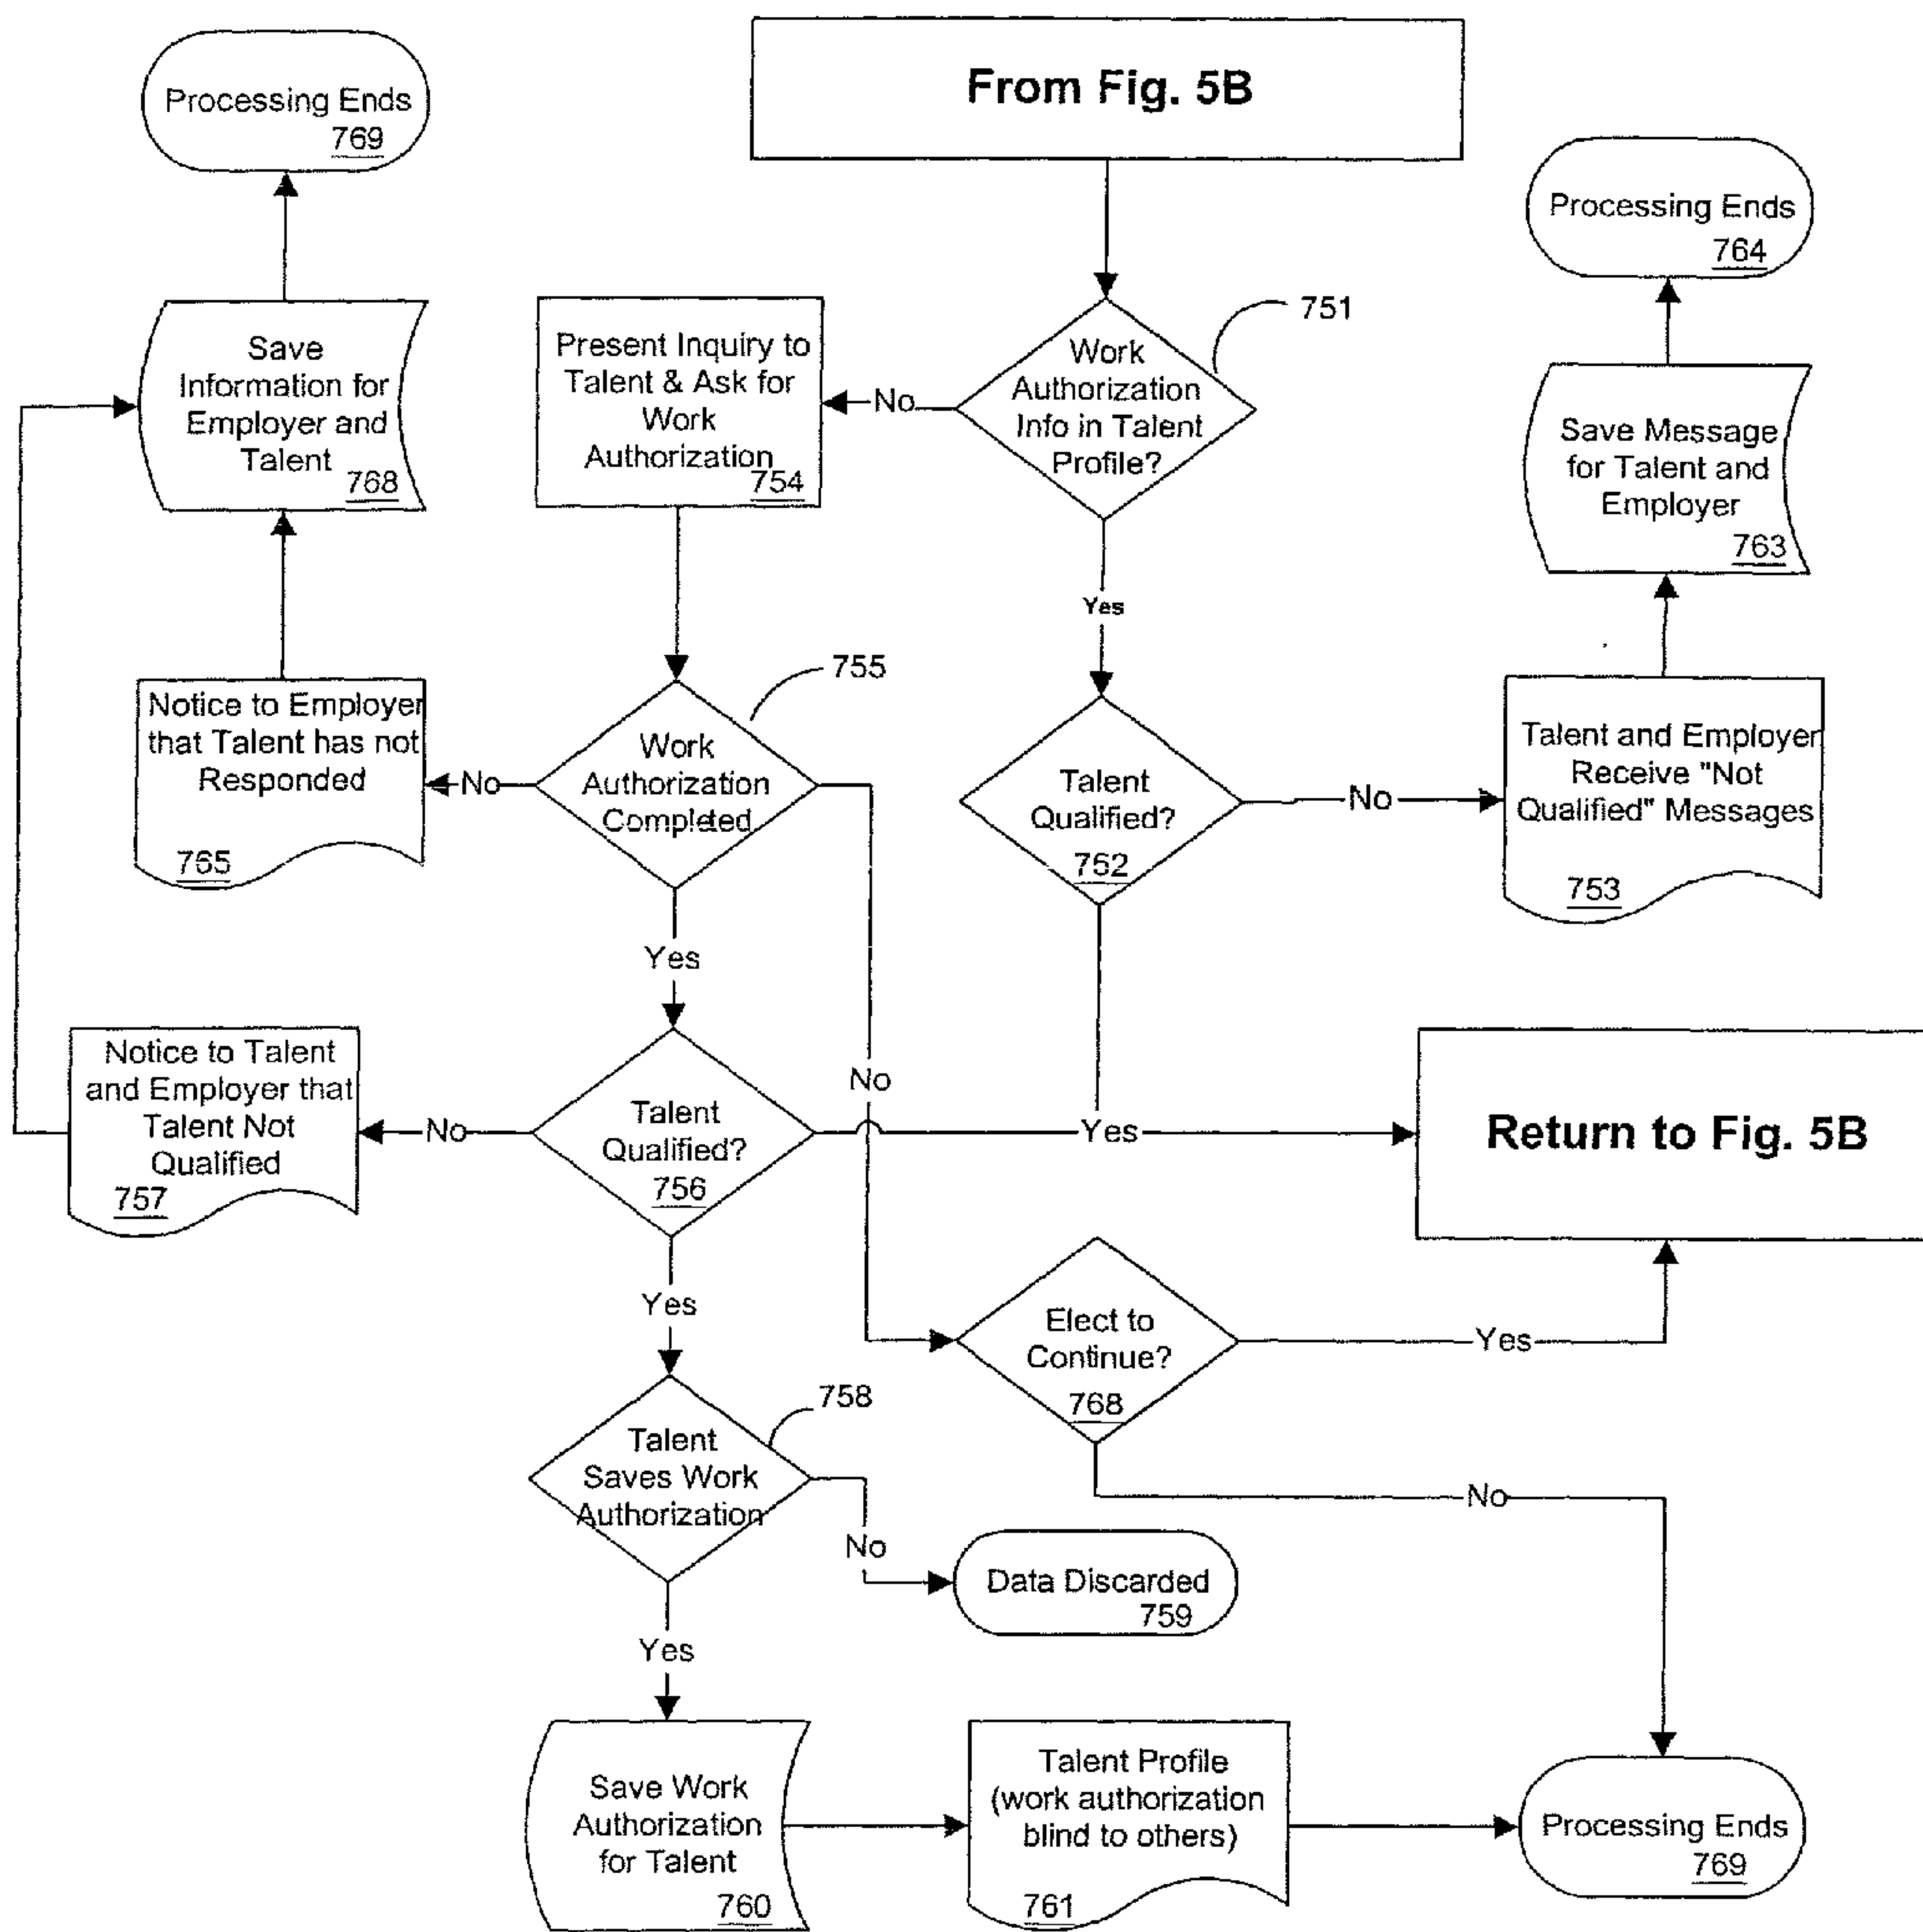 From Fig. 5B
Processing Ends
769
Processing Ends
764
751
Work
Authorization
Info in Talent
Profile?
No
Yes
Present Inquiry to
Talent & Ask for
Work
Authorization
754
Save
Information for
Employer and
Talent
768
Save Message
for Talent and
Employer
763
755
Work
Authorization
Completed
No
Yes
No
Notice to Employer
that Talent has not
Responded
765
Talent
Qualified?
762
No
Yes
Talent and Employer
Receive "Not
Qualified" Messages
753
Notice to Talent
and Employer that
Talent Not
Qualified
757
No
Talent
Qualified?
756
Yes
Return to Fig. 5B
Elect to
Continue?
768
Yes
No
758
Talent
Saves Work
Authorization
No
Data Discarded
759
Yes
Save Work
Authorization
for Talent
760
Talent Profile
(work authorization
blind to others)
761
Processing Ends
769